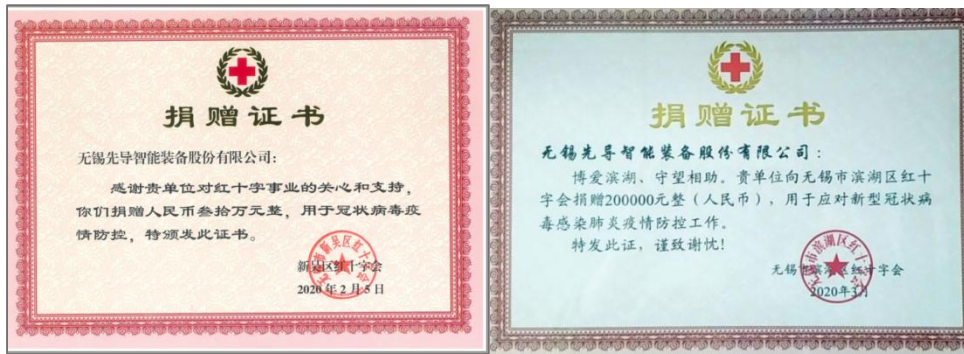 捐赠证书
无锡先导智能装备股份有限公司:
感谢贵单位对红十字事业的关心和支持,
你们捐赠人民币叁拾万元整,用于冠状病毒疫
情防控,特颁发此证书。
新吴区红十字会
2020年2月5日
捐赠证书
无锡先导智能装备股份有限公司:
博爱滨湖、守望相助。贵单位向无锡市滨湖区红十
字会捐赠200000元整(人民币),用于应对新型冠状病
毒感染肺炎疫情防控工作。
特发此证,谨致谢忱!
无锡市滨湖区红十字会
2020年3月